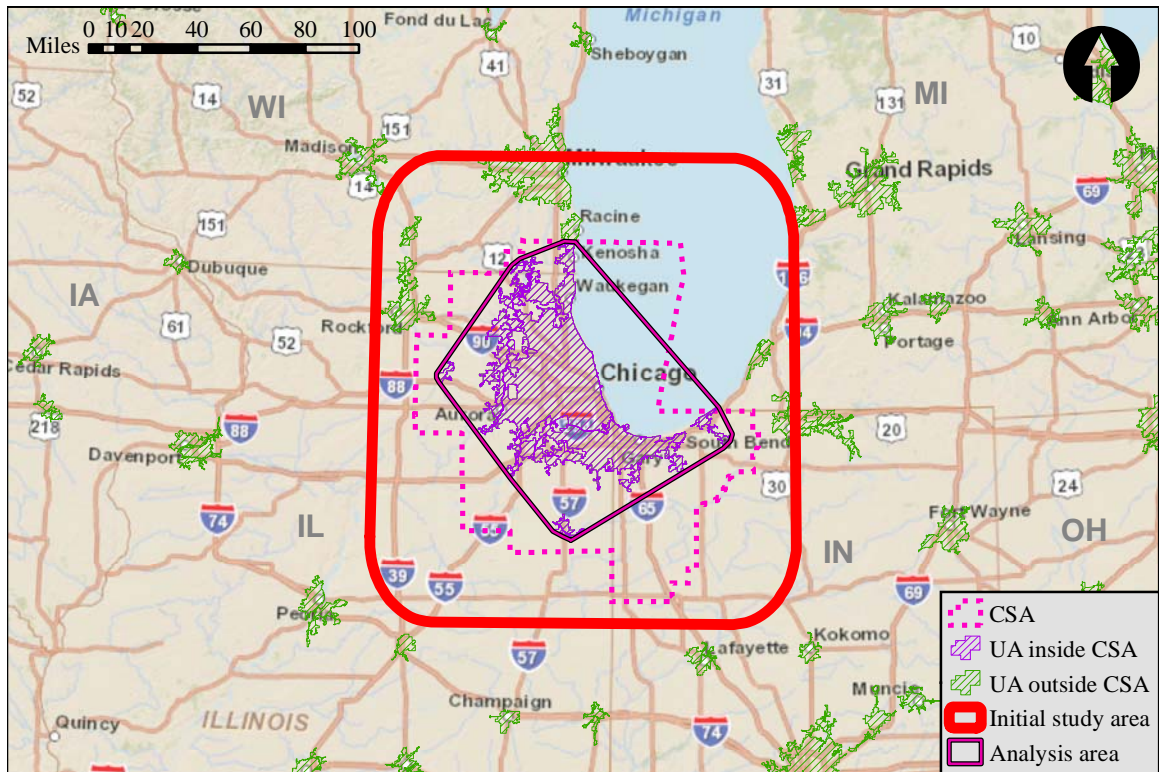 Fond du Lac
Michigan
Miles 0 10 20 40 60 80 100
Sheboygan
41
10
31
52
14
WI
131
MI
151
Madison
Milwaukee
Grand Rapids
14
69
Racine
151
Lansing
12
Kenosha
23
Dubuque
Waukegan
IA
Kalamazoo
61
Rockford
Ann Arbor
52
90
Portage
Cedar Rapids
88
Chicago
Aurora
218
88
20
South Bend
Davenport
Gary
30
24
57
65
74
Fort Wayne
IL
OH
IN
39
55
69
Peoria
Kokomo
Lafayette
57
Muncie
Champaign
Quincy
ILLINOIS
74
CSA
UA inside CSA
UA outside CSA
Initial study area
Analysis area